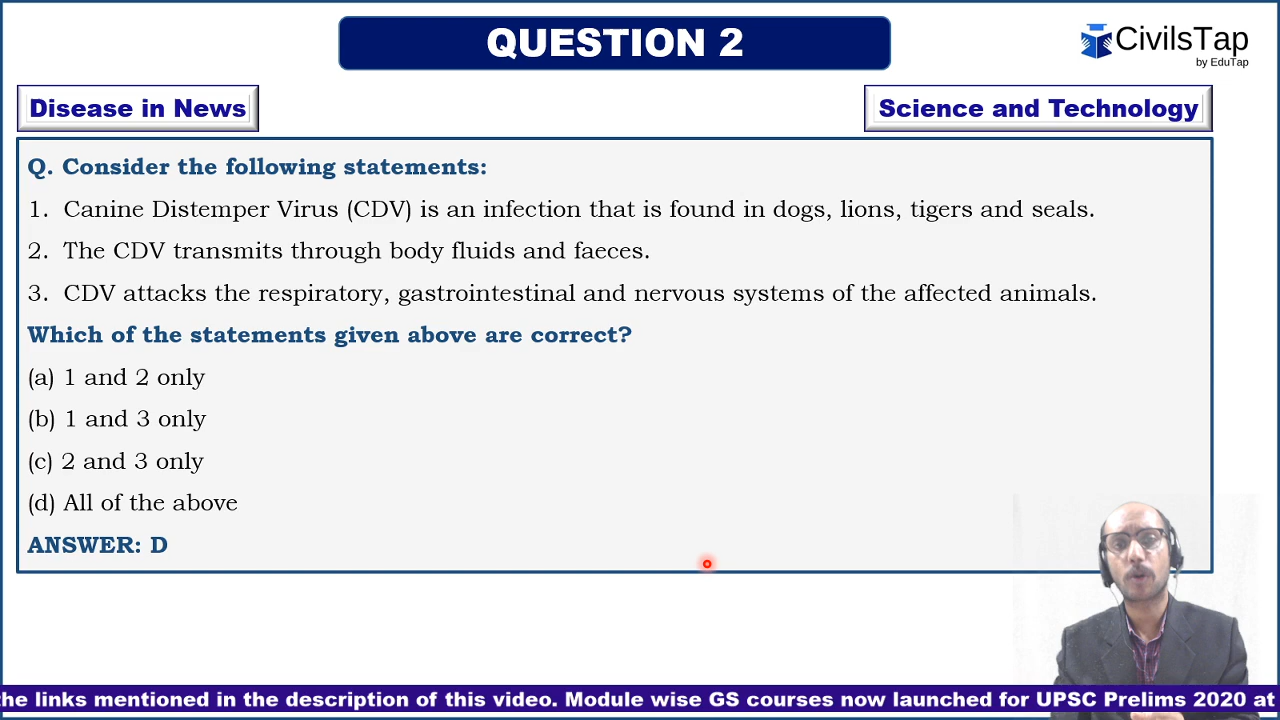 QUESTION 2
CivilsTap
by EduTap
Disease in News
Science and Technology
Q. Consider the following statements:
1. Canine Distemper Virus (CDV) is an infection that is found in dogs, lions, tigers and seals.
2. The CDV transmits through body fluids and faeces.
3. CDV attacks the respiratory, gastrointestinal and nervous systems of the affected animals.
Which of the statements given above are correct?
(a) 1 and 2 only
(b) 1 and 3 only
(c) 2 and 3 only
(d) All of the above
ANSWER: D
the links mentioned in the description of this video. Module wise GS courses now launched for UPSC Prelims 2020 at